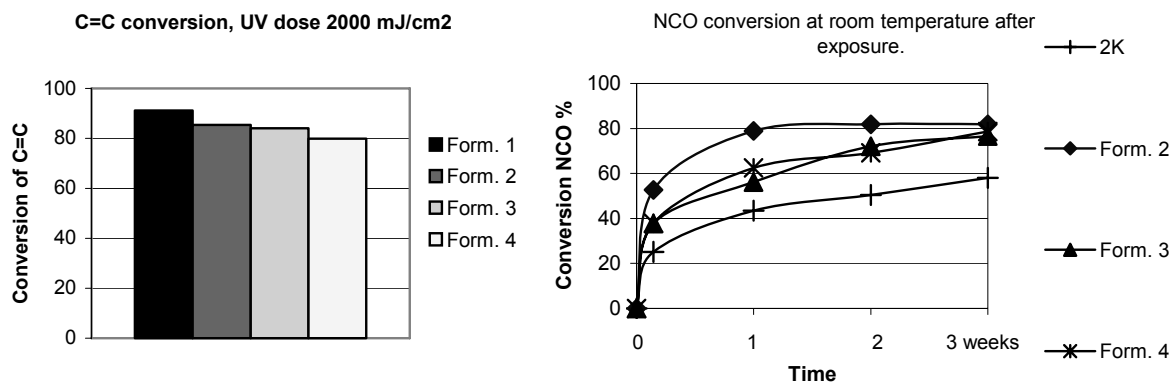 C=C conversion, UV dose 2000 mJ/cm2
Conversion of C=C
100
80
60
40
20
0
Form. 1
Form. 2
Form. 3
Form. 4
NCO conversion at room temperature after
exposure.
Conversion NCO %
100
80
60
40
20
0
0 1 2 3 weeks
Time
2K
Form. 2
Form. 3
Form. 4